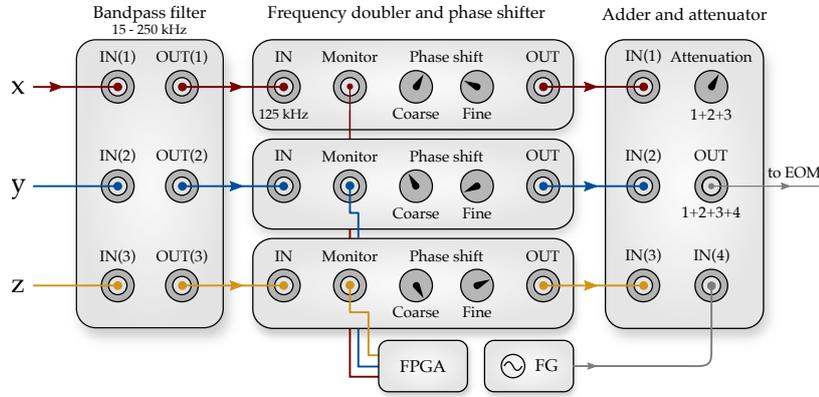 Bandpass filter
15 - 250 kHz
Frequency doubler and phase shifter
Adder and attenuator
IN(1) OUT(1)
IN Monitor Phase shift OUT
IN(1) Attenuation
x
125 kHz
Coarse Fine
1+2+3
IN(2) OUT(2)
IN Monitor Phase shift OUT
IN(2) OUT
to EOM
y
Coarse Fine
1+2+3+4
IN(3) OUT(3)
IN Monitor Phase shift OUT
IN(3) IN(4)
z
Coarse Fine
FPGA
FG